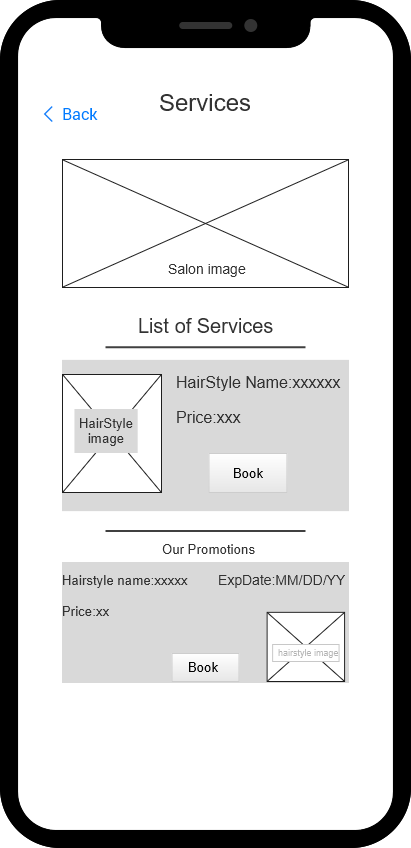 Services
Back
Salon image
List of Services
HairStyle
image
HairStyle Name:xxxxxx
Price:xxx
Book
Our Promotions
Hairstyle name:xxxxx
ExpDate:MM/DD/YY
Price:xx
hairstyle image
Book